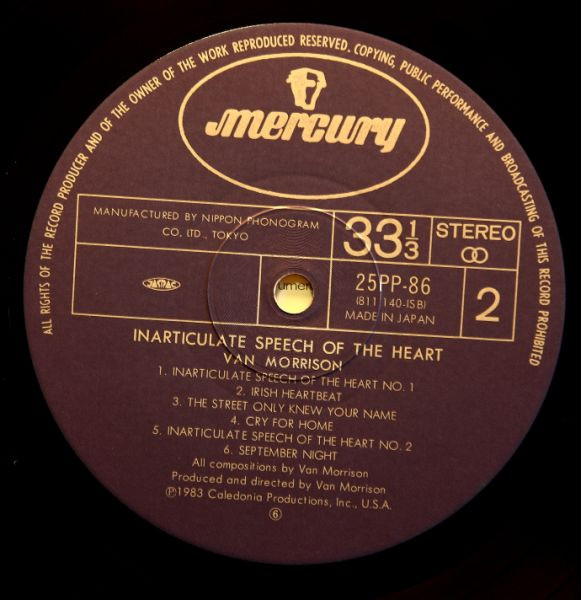 ALL RIGHTS OF THE RECORD PRODUCER AND OF THE OWNER OF THE WORK REPRODUCED RESERVED. COPYING, PUBLIC PERFORMANCE AND BROADCASTING OF THIS RECORD PROHIBITED
mercury
MANUFACTURED BY NIPPON PHONOGRAM
CO. LTD., TOKYO
33 1/3
STEREO
JASRAC
umen
25PP-86
(811 140-1SB)
MADE IN JAPAN
2
INARTICULATE SPEECH OF THE HEART
VAN MORRISON
1. INARTICULATE SPEECH OF THE HEART NO. 1
2. IRISH HEARTBEAT
3. THE STREET ONLY KNEW YOUR NAME
4. CRY FOR HOME
5. INARTICULATE SPEECH OF THE HEART NO. 2
6. SEPTEMBER NIGHT
All compositions by Van Morrison
Produced and directed by Van Morrison
℗1983 Caledonia Productions, Inc., U.S.A.
⑥